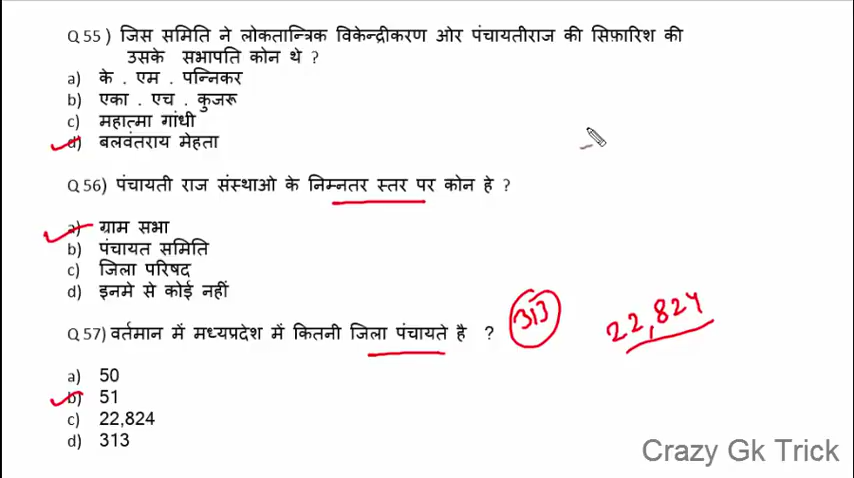 Q 55 ) जिस समिति ने लोकतान्त्रिक विकेन्द्रीकरण ओर पंचायतीराज की सिफ़ारिश की
उसके सभापति कोन थे ?
a) के . एम . पन्निकर
b) एका . एच . कुजरू
c) महात्मा गांधी
d) बलवंतराय मेहता
Q 56) पंचायती राज संस्थाओ के निम्नतर स्तर पर कोन हे ?
a) ग्राम सभा
b) पंचायत समिति
c) जिला परिषद
d) इनमे से कोई नहीं
Q 57) वर्तमान में मध्यप्रदेश में कितनी जिला पंचायते है ? 313 22,824
a) 50
b) 51
c) 22,824
d) 313
Crazy Gk Trick